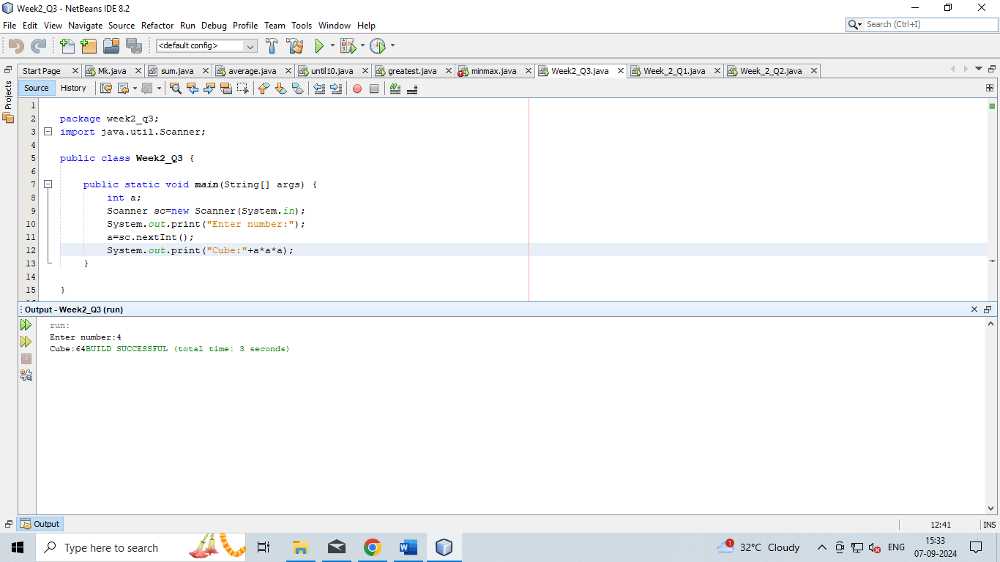 Week2_Q3 - NetBeans IDE 8.2
File Edit View Navigate Source Refactor Run Debug Profile Team Tools Window Help
Search (Ctrl+I)
<default config>
Start Page Mk.java sum.java average.java until10.java greatest.java minmax.java Week2_Q3.java Week_2_Q1.java Week_2_Q2.java
Projects
Source History
1
2 package week2_q3;
3 import java.util.Scanner;
4
5 public class Week2_Q3 {
6
7 public static void main(String[] args) {
8 int a;
9 Scanner sc=new Scanner(System.in);
10 System.out.print("Enter number:");
11 a=sc.nextInt();
12 System.out.print("Cube:"+a*a*a);
13 }
14
15 }
Output - Week2_Q3 (run)
run:
Enter number:4
Cube:64BUILD SUCCESSFUL (total time: 3 seconds)
Output
12:41 INS
Type here to search
1
32°C Cloudy
ENG
15:33
07-09-2024